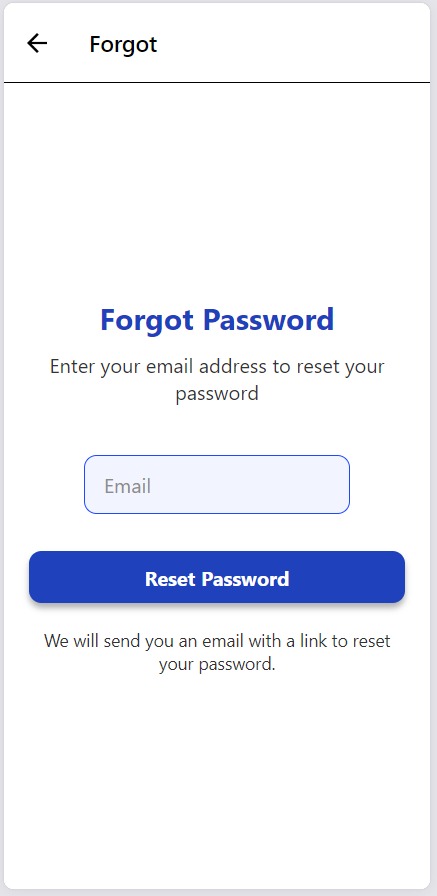 Forgot
Forgot Password
Enter your email address to reset your
password
Email
Reset Password
We will send you an email with a link to reset
your password.